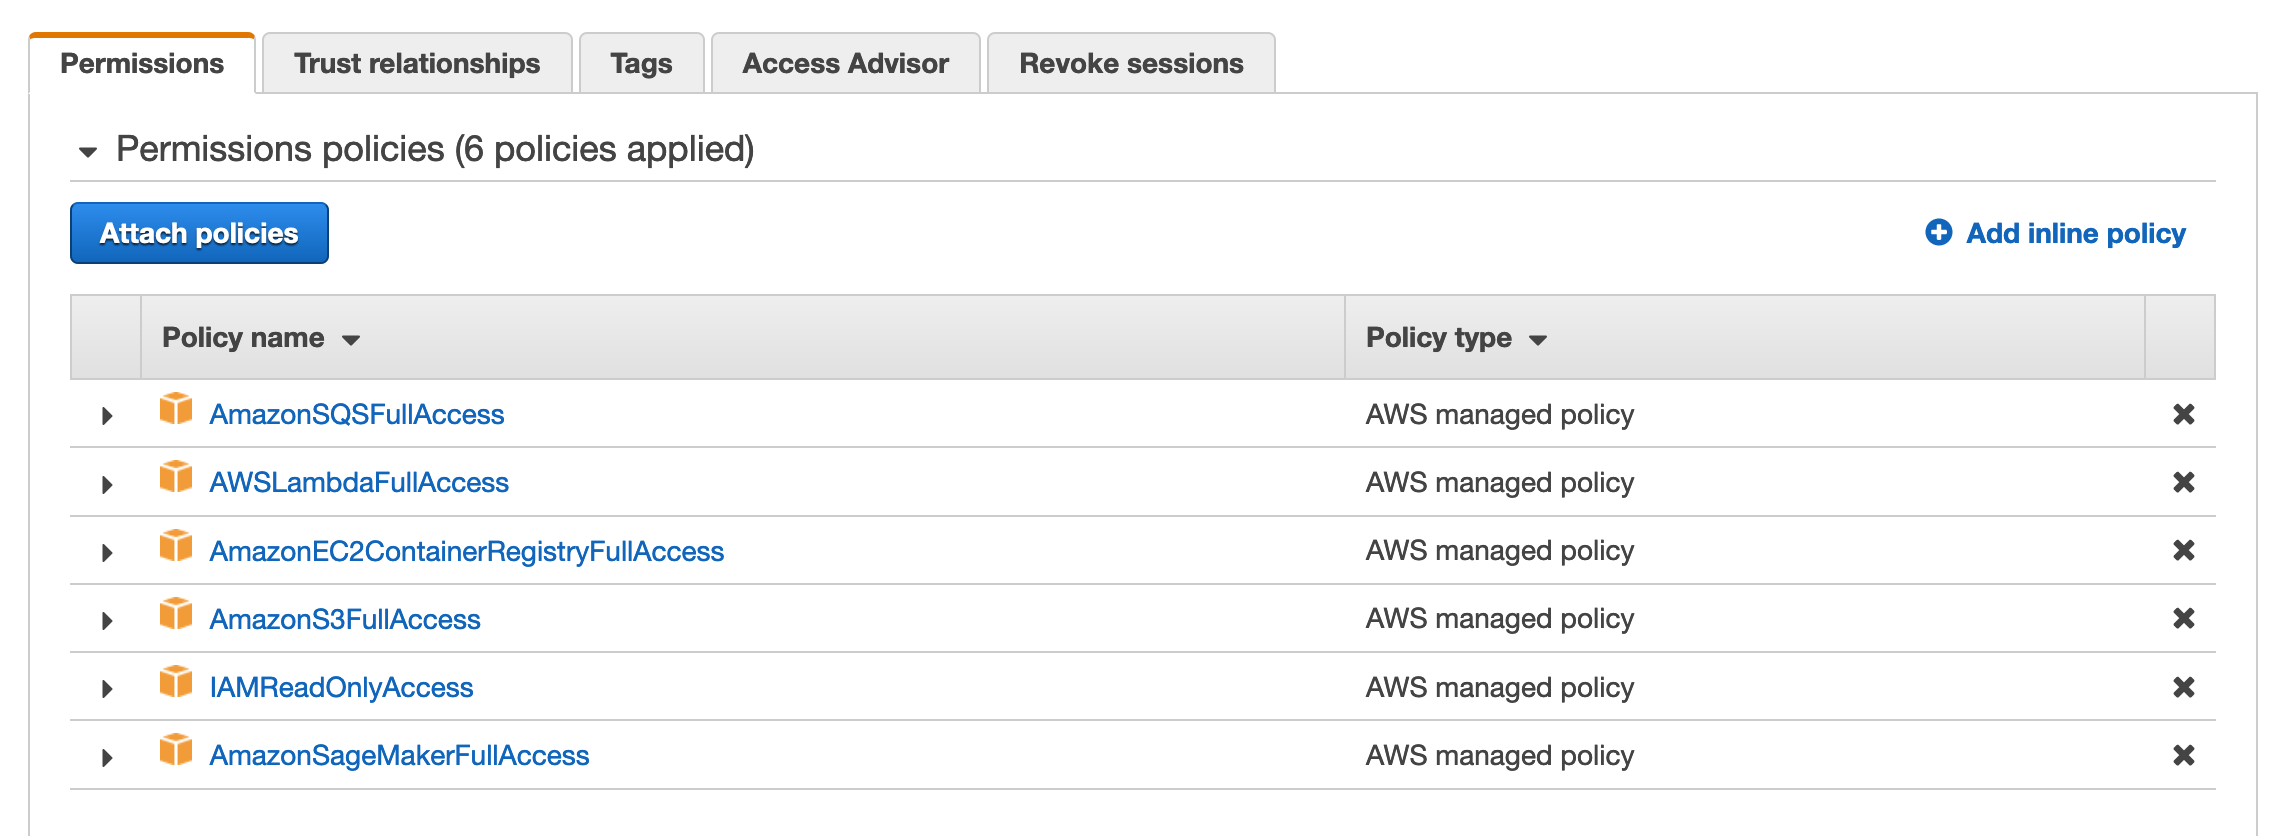 Permissions Trust relationships Tags Access Advisor Revoke sessions
Permissions policies (6 policies applied)
Attach policies Add inline policy
Policy name Policy type
AmazonSQSFullAccess AWS managed policy
AWSLambdaFullAccess AWS managed policy
AmazonEC2ContainerRegistryFullAccess AWS managed policy
AmazonS3FullAccess AWS managed policy
IAMReadOnlyAccess AWS managed policy
AmazonSageMakerFullAccess AWS managed policy